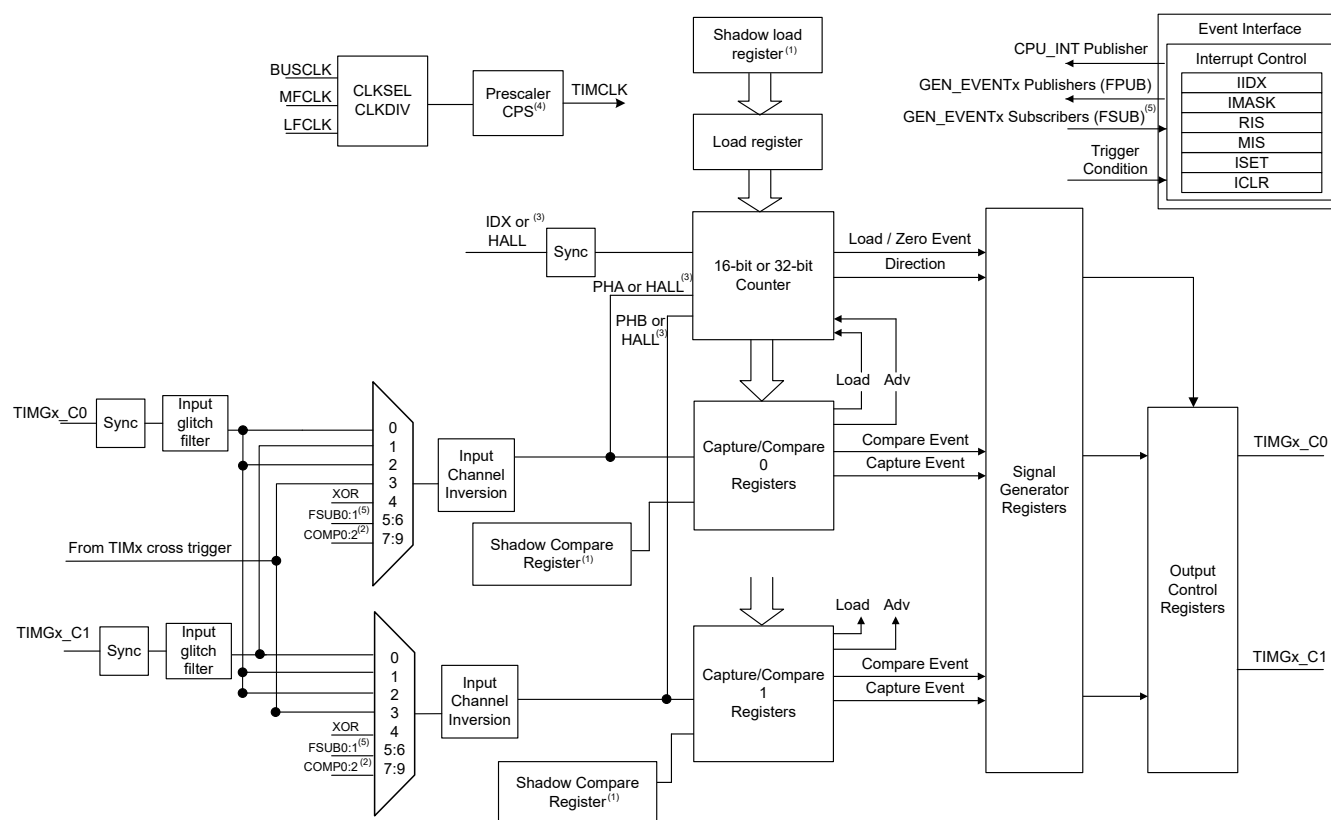 Shadow load
register(1)
Event Interface
CPU_INT Publisher
Interrupt Control
BUSCLK
MFCLK
LFCLK
CLKSEL
CLKDIV
Prescaler
CPS(4)
TIMCLK
GEN_EVENTx Publishers (FPUB)
GEN_EVENTx Subscribers (FSUB)(5)
Trigger
Condition
IIDX
IMASK
RIS
MIS
ISET
ICLR
Load register
IDX or (3)
HALL
Sync
16-bit or 32-bit
Counter
Load / Zero Event
Direction
PHA or HALL(3)
PHB or
HALL(3)
Load
Adv
TIMGx_C0
Sync
Input
glitch
filter
0
1
2
3
XOR
4
FSUB0:1(5)
5:6
COMP0:2(2)
7:9
Input
Channel
Inversion
Capture/Compare
0
Registers
Compare Event
Capture Event
Signal
Generator
Registers
TIMGx_C0
Shadow Compare
Register(1)
From TIMx cross trigger
Output
Control
Registers
Load
Adv
TIMGx_C1
Sync
Input
glitch
filter
0
1
2
3
XOR
4
FSUB0:1(5)
5:6
COMP0:2(2)
7:9
Input
Channel
Inversion
Capture/Compare
1
Registers
Compare Event
Capture Event
TIMGx_C1
Shadow Compare
Register(1)